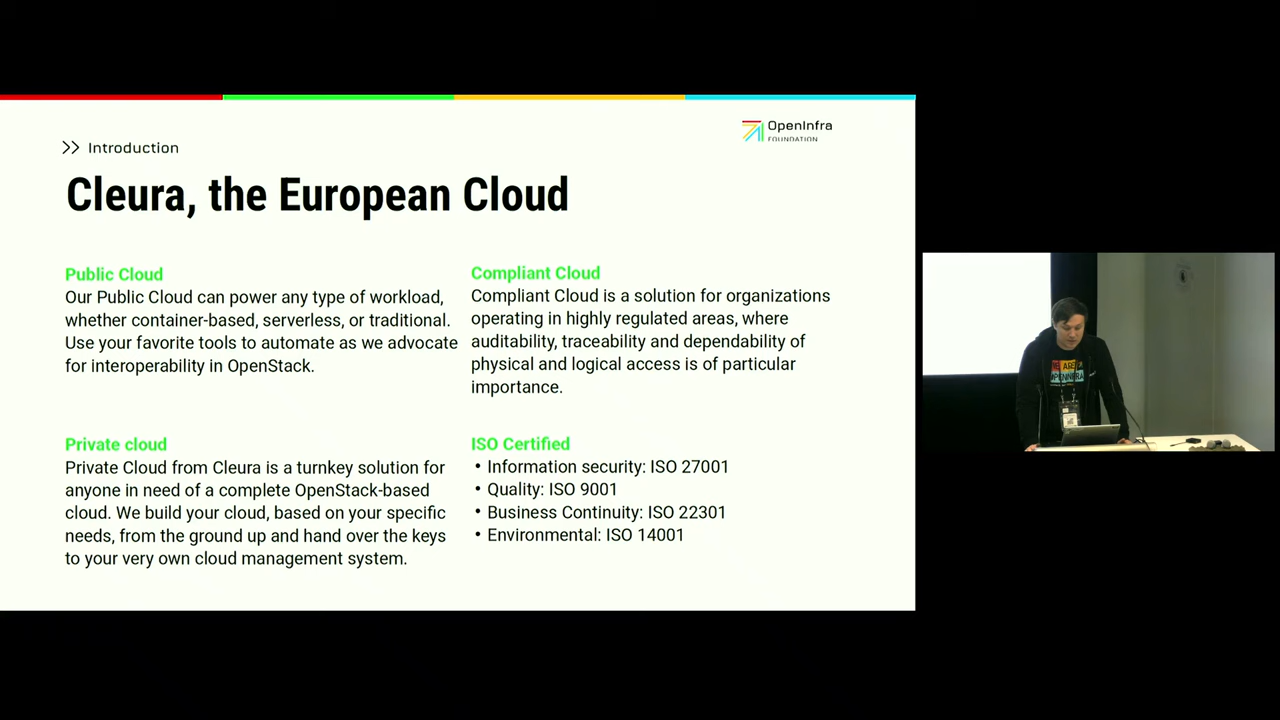 OpenInfra
FOUNDATION
Introduction
Cleura, the European Cloud
Public Cloud
Our Public Cloud can power any type of workload,
whether container-based, serverless, or traditional.
Use your favorite tools to automate as we advocate
for interoperability in OpenStack.
Compliant Cloud
Compliant Cloud is a solution for organizations
operating in highly regulated areas, where
auditability, traceability and dependability of
physical and logical access is of particular
importance.
Private cloud
Private Cloud from Cleura is a turnkey solution for
anyone in need of a complete OpenStack-based
cloud. We build your cloud, based on your specific
needs, from the ground up and hand over the keys
to your very own cloud management system.
ISO Certified
• Information security: ISO 27001
• Quality: ISO 9001
• Business Continuity: ISO 22301
• Environmental: ISO 14001
ARE